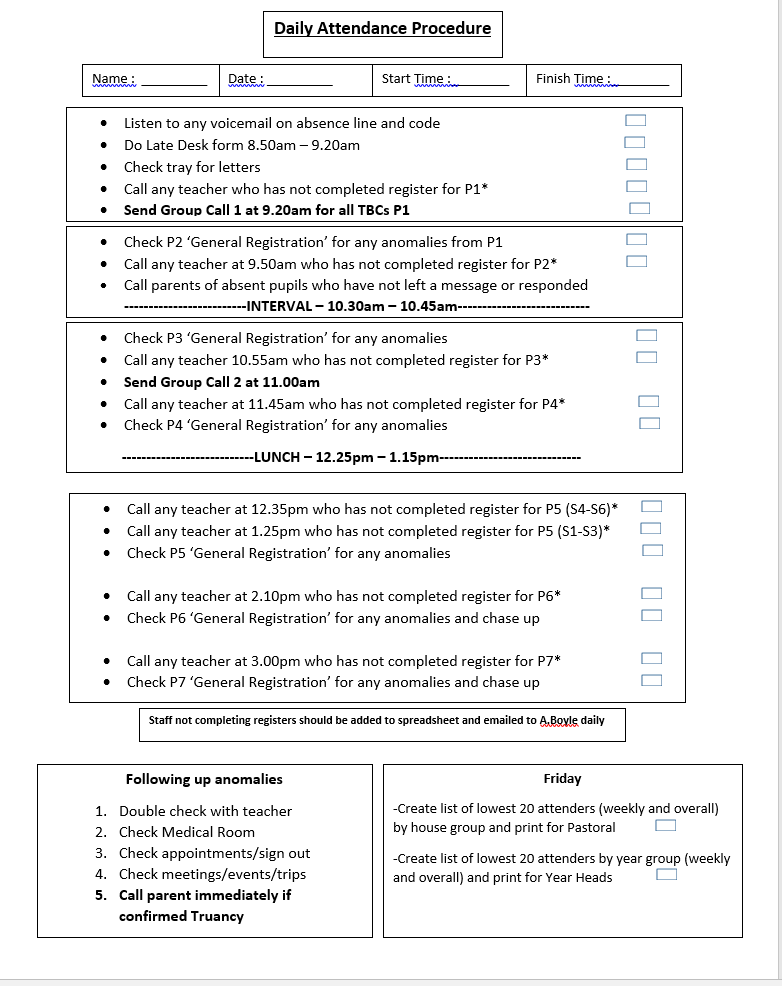 Daily Attendance Procedure
Name : _________ Date : _________ Start Time :_________ Finish Time :_________
• Listen to any voicemail on absence line and code
• Do Late Desk form 8.50am – 9.20am
• Check tray for letters
• Call any teacher who has not completed register for P1*
• Send Group Call 1 at 9.20am for all TBCs P1
• Check P2 ‘General Registration’ for any anomalies from P1
• Call any teacher at 9.50am who has not completed register for P2*
• Call parents of absent pupils who have not left a message or responded
-------------------------INTERVAL – 10.30am – 10.45am---------------------------
• Check P3 ‘General Registration’ for any anomalies
• Call any teacher 10.55am who has not completed register for P3*
• Send Group Call 2 at 11.00am
• Call any teacher at 11.45am who has not completed register for P4*
• Check P4 ‘General Registration’ for any anomalies
---------------------------LUNCH – 12.25pm – 1.15pm-----------------------------
• Call any teacher at 12.35pm who has not completed register for P5 (S4-S6)*
• Call any teacher at 1.25pm who has not completed register for P5 (S1-S3)*
• Check P5 ‘General Registration’ for any anomalies
• Call any teacher at 2.10pm who has not completed register for P6*
• Check P6 ‘General Registration’ for any anomalies and chase up
• Call any teacher at 3.00pm who has not completed register for P7*
• Check P7 ‘General Registration’ for any anomalies and chase up
Staff not completing registers should be added to spreadsheet and emailed to A.Boyle daily
Following up anomalies
1. Double check with teacher
2. Check Medical Room
3. Check appointments/sign out
4. Check meetings/events/trips
5. Call parent immediately if
confirmed Truancy
Friday
-Create list of lowest 20 attenders (weekly and overall)
by house group and print for Pastoral
-Create list of lowest 20 attenders by year group (weekly
and overall) and print for Year Heads